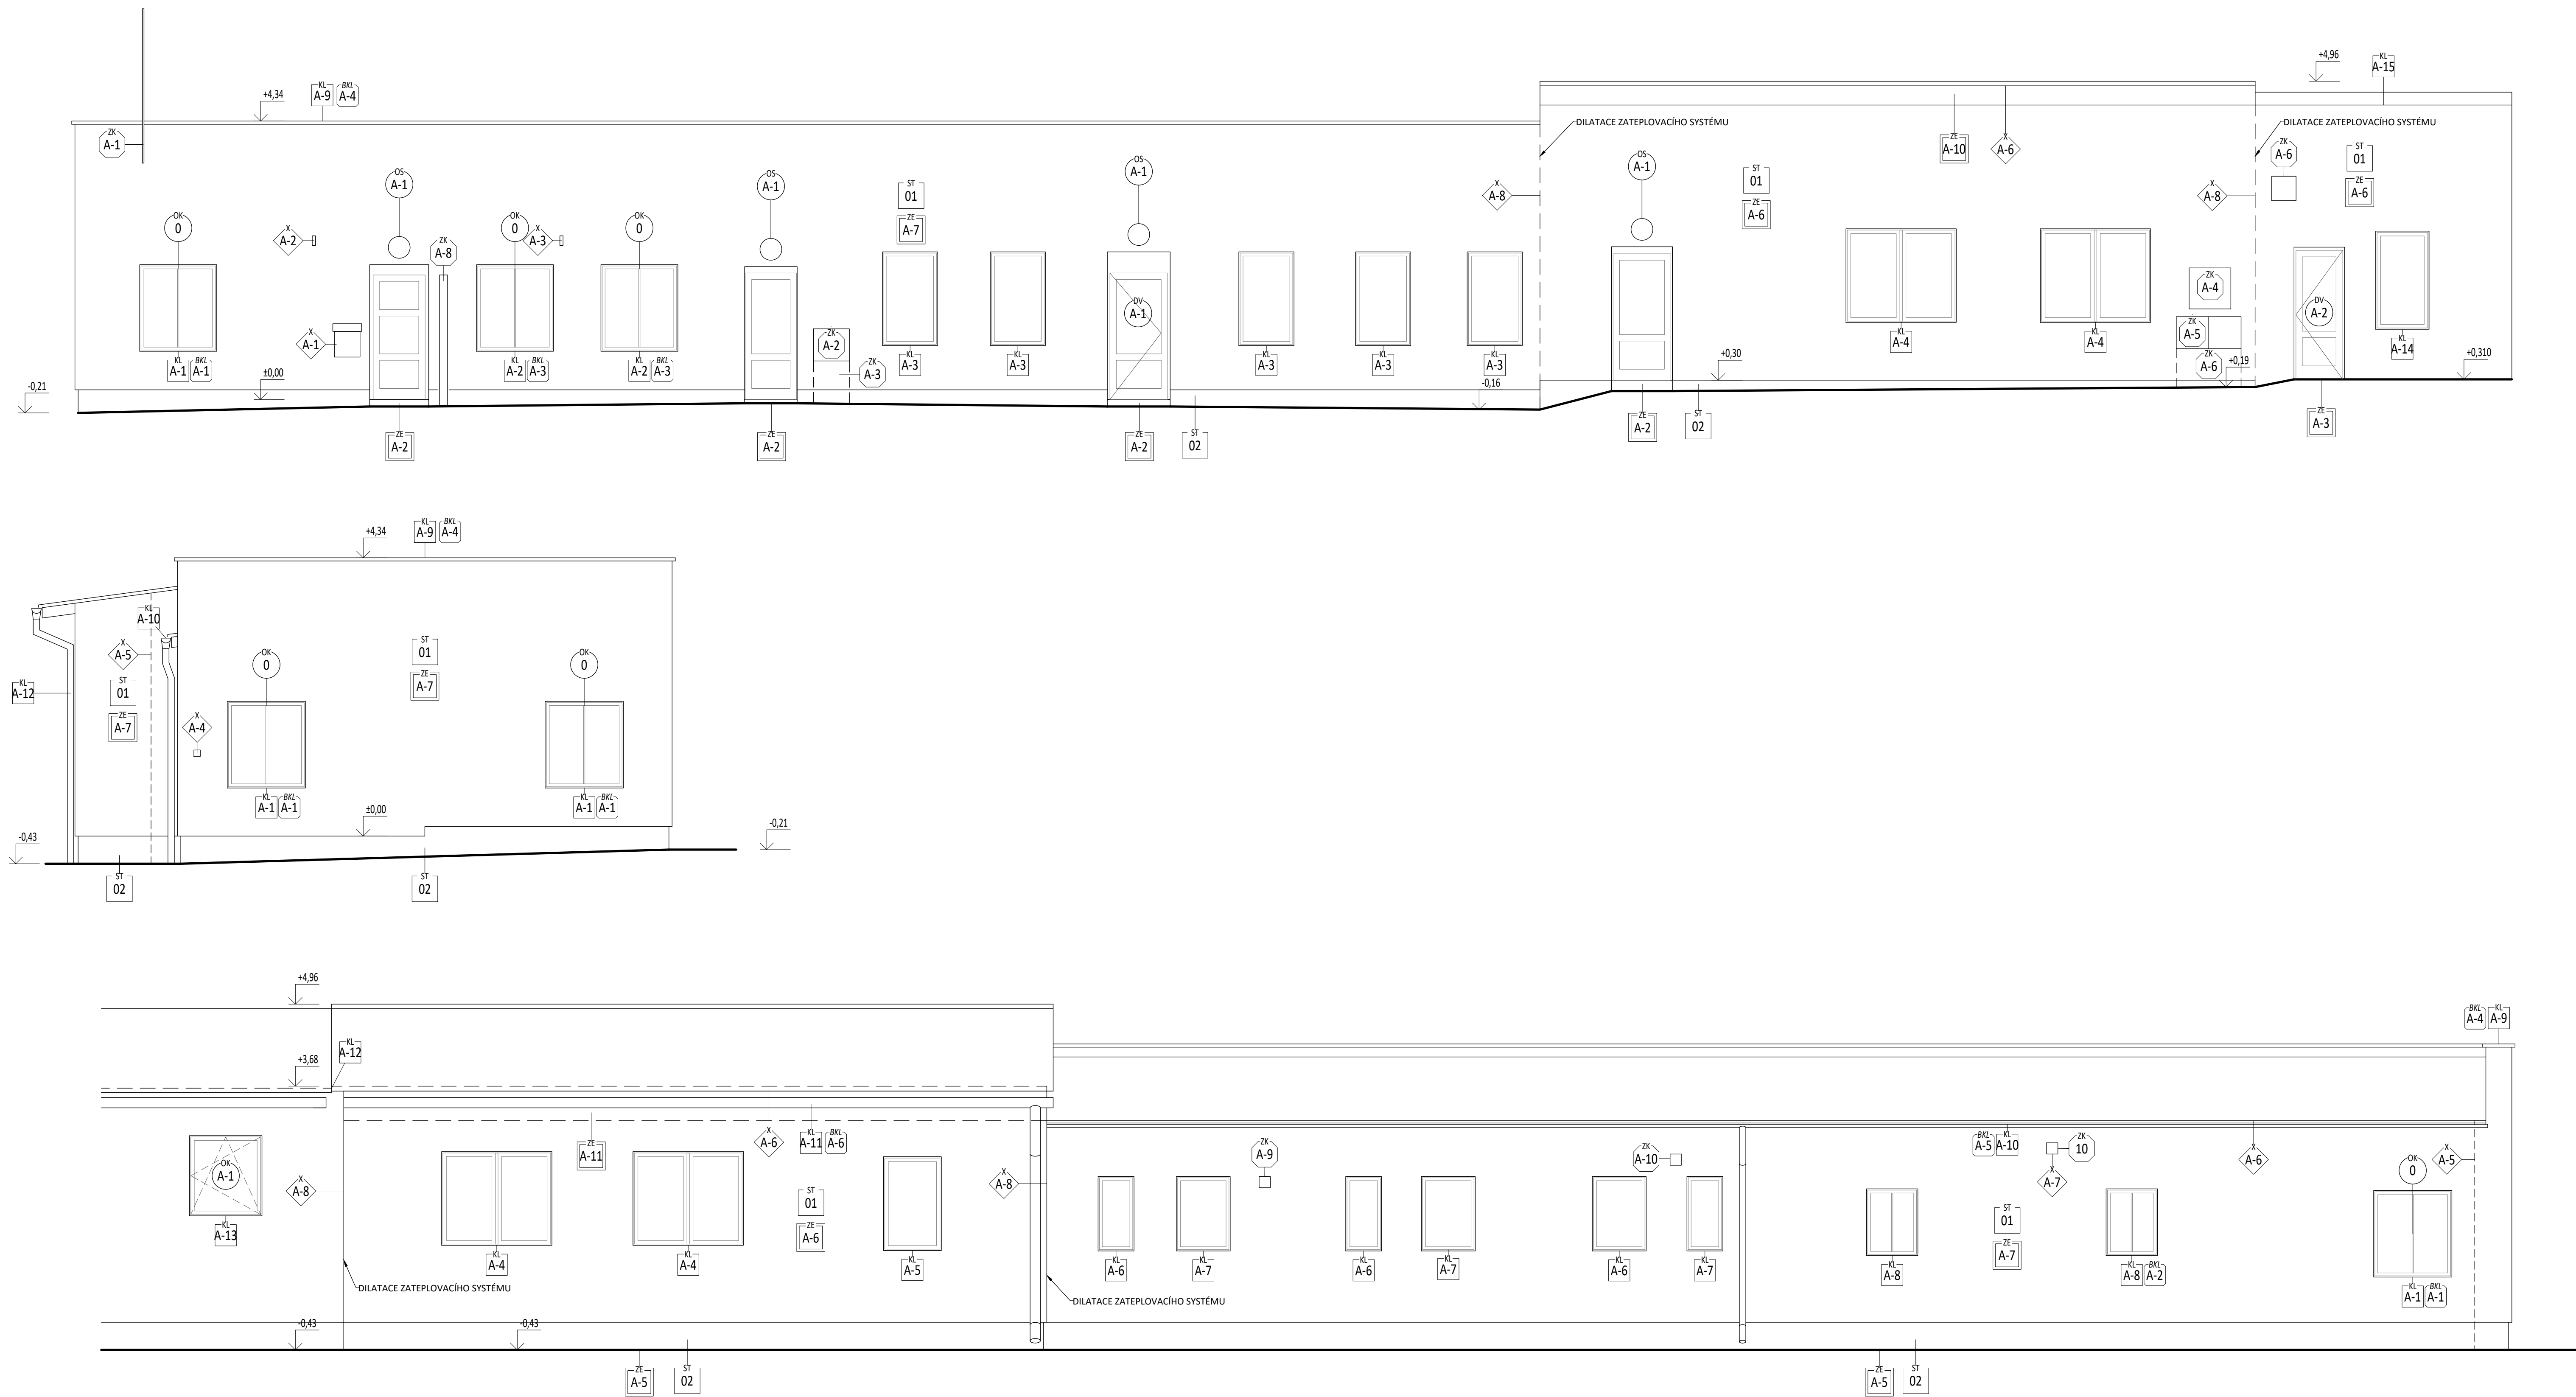 +4,96
KL
A-15
KL
A-9
BKL
A-4
+4,34
DILATACE ZATEPLOVACÍHO SYSTÉMU
DILATACE ZATEPLOVACÍHO SYSTÉMU
ZK
A-1
ZE
A-10
X
A-6
ZK
A-6
ST
01
OS
A-1
OS
A-1
OS
A-1
OS
A-1
ST
01
ST
01
X
A-8
X
A-8
ZE
A-6
ZE
A-7
ZE
A-6
OK
0
X
A-2
OK
0
X
A-3
OK
0
ZK
A-8
ZK
A-4
DV
A-1
DV
A-2
X
A-1
ZK
A-2
ZK
A-5
KL
A-1
BKL
A-1
KL
A-2
BKL
A-3
KL
A-2
BKL
A-3
ZK
A-3
KL
A-3
KL
A-3
KL
A-3
KL
A-3
KL
A-3
KL
A-4
KL
A-4
KL
A-14
ZK
A-6
+0,19
+0,310
+0,30
±0,00
-0,21
-0,16
ZE
A-2
ZE
A-2
ZE
A-2
ST
02
ZE
A-2
ST
02
ZE
A-3
+4,34
KL
A-9
BKL
A-4
KL
A-10
X
A-5
OK
0
ST
01
OK
0
KL
A-12
ST
01
ZE
A-7
ZE
A-7
X
A-4
KL
A-1
BKL
A-1
KL
A-1
BKL
A-1
±0,00
-0,43
-0,21
ST
02
ST
02
+4,96
BKL
A-4
KL
A-9
+3,68
KL
A-12
ZE
A-11
X
A-6
KL
A-11
BKL
A-6
ZK
A-9
ZK
A-10
BKL
A-5
KL
A-10
ZK
10
X
A-7
X
A-6
X
A-5
OK
0
OK
A-1
X
A-8
X
A-8
ST
01
ZE
A-6
ST
01
ZE
A-7
KL
A-13
KL
A-4
KL
A-4
KL
A-5
KL
A-6
KL
A-7
KL
A-6
KL
A-7
KL
A-6
KL
A-7
KL
A-8
KL
A-8
BKL
A-2
KL
A-1
BKL
A-1
DILATACE ZATEPLOVACÍHO SYSTÉMU
DILATACE ZATEPLOVACÍHO SYSTÉMU
-0,43
-0,43
ZE
A-5
ST
02
ZE
A-5
ST
02